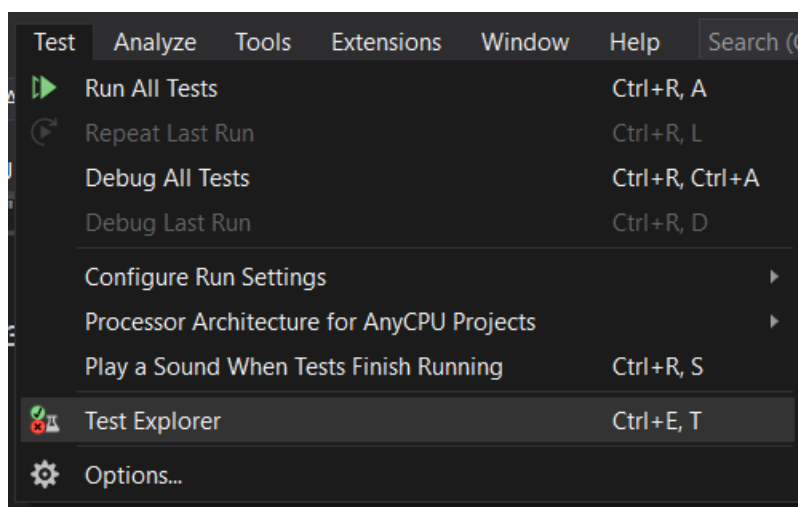 Test Analyze Tools Extensions Window Help Search (
Run All Tests Ctrl+R, A
Repeat Last Run Ctrl+R, L
Debug All Tests Ctrl+R, Ctrl+A
Debug Last Run Ctrl+R, D
Configure Run Settings
Processor Architecture for AnyCPU Projects
Play a Sound When Tests Finish Running Ctrl+R, S
Test Explorer Ctrl+E, T
Options...